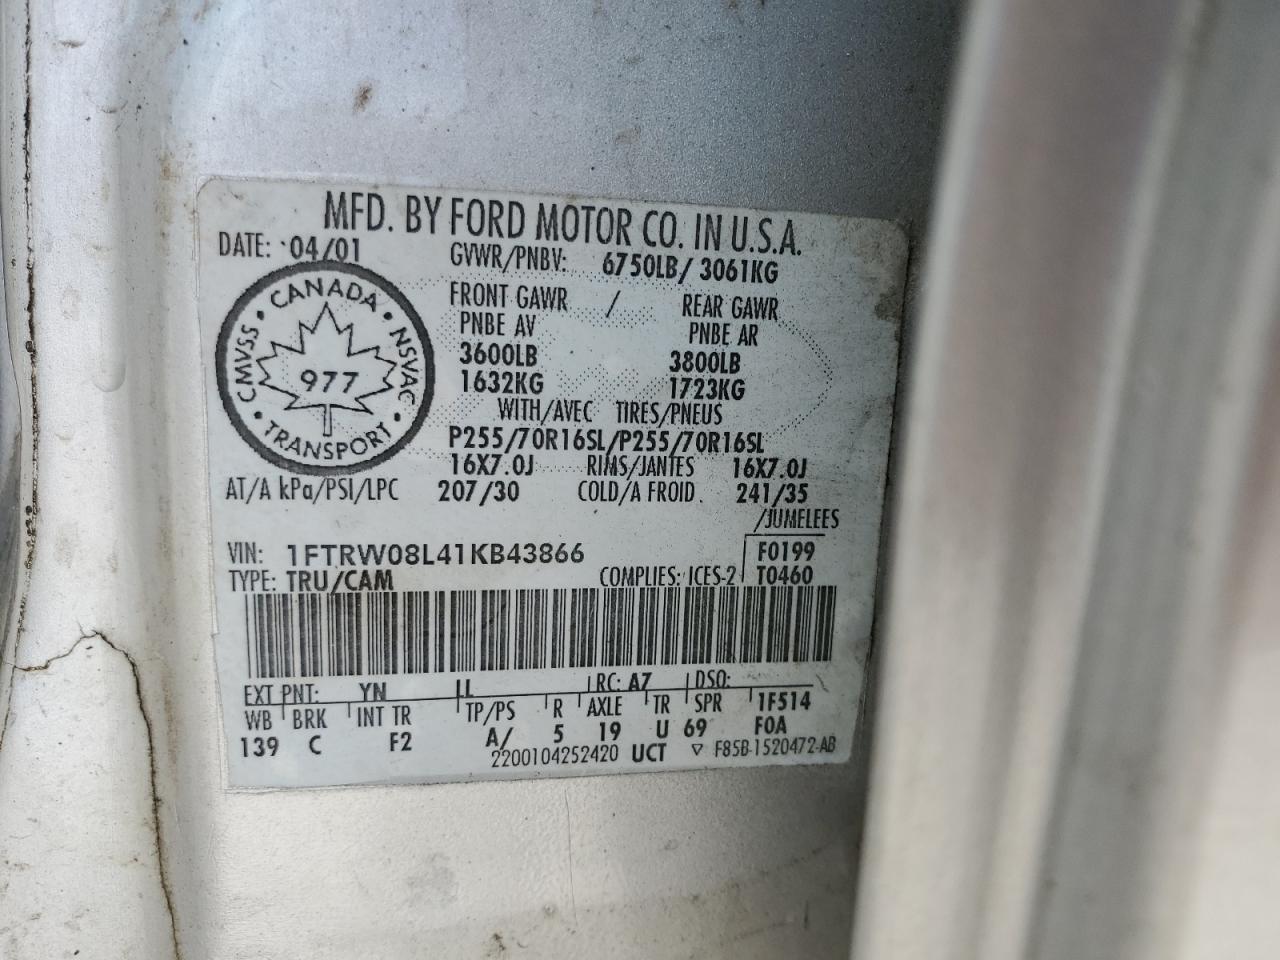 MFD. BY FORD MOTOR CO. IN U.S.A.
DATE: 04/01 GVWR/PNBV: 6750LB/ 3061KG
CANADA
CMVSS NSVAC
977
TRANSPORT
FRONT GAWR / REAR GAWR
PNBE AV PNBE AR
3600LB 3800LB
1632KG 1723KG
WITH/AVEC TIRES/PNEUS
P255/70R16SL/P255/70R16SL
16X7.0J RIMS/JANTES 16X7.0J
AT/A kPa/PSI/LPC 207/30 COLD/A FROID 241/35
/JUMELEES
VIN: 1FTRW08L41KB43866 F0199
TYPE: TRU/CAM COMPLIES: ICES-2 T0460
EXT PNT: YN LL RC: A7 DSO:
WB BRK INT TR TP/PS R AXLE TR SPR 1F514
139 C F2 A/ 5 19 U 69 F0A
2200104252420 UCT ▽ F85B-1520472-AB